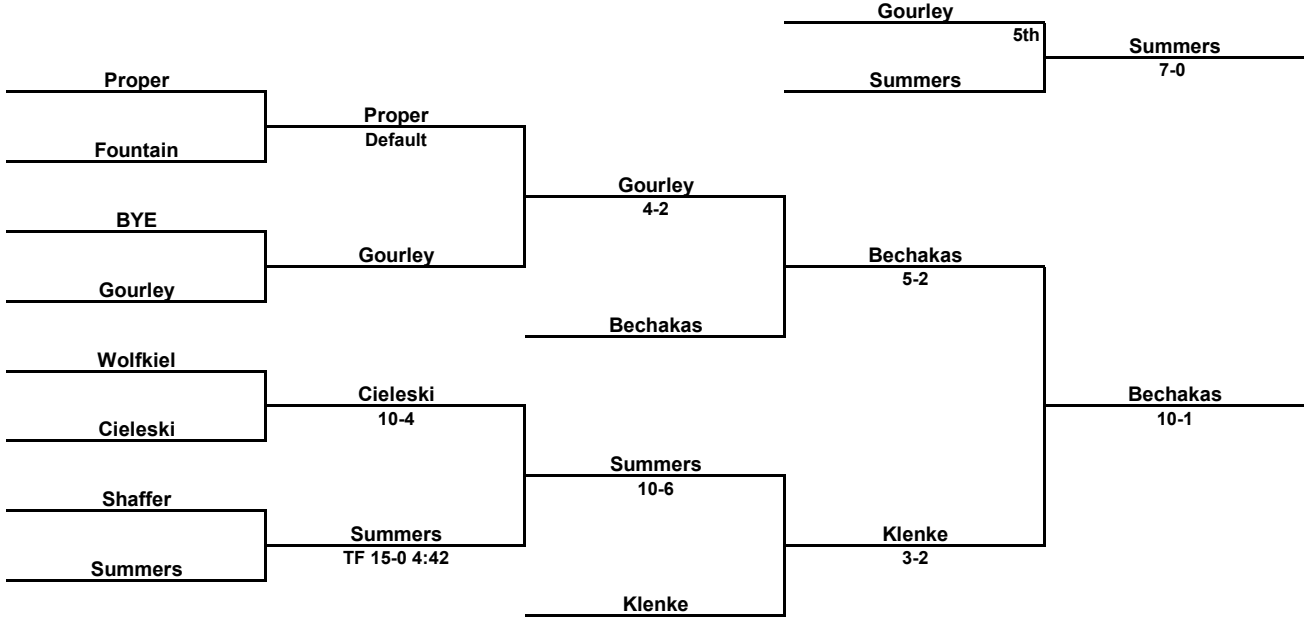 Gourley
5th
Summers
7-0
Summers
Proper
Proper
Default
Fountain
Gourley
4-2
BYE
Gourley
Bechakas
5-2
Gourley
Bechakas
Wolfkiel
Cieleski
10-4
Bechakas
10-1
Cieleski
Summers
10-6
Shaffer
Summers
TF 15-0 4:42
Klenke
3-2
Summers
Klenke